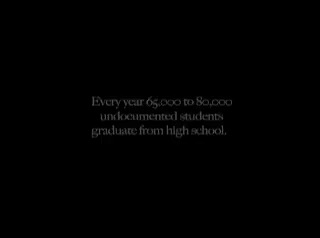 Every year 65,000 to 80,000
undocumented students
graduate from high school.